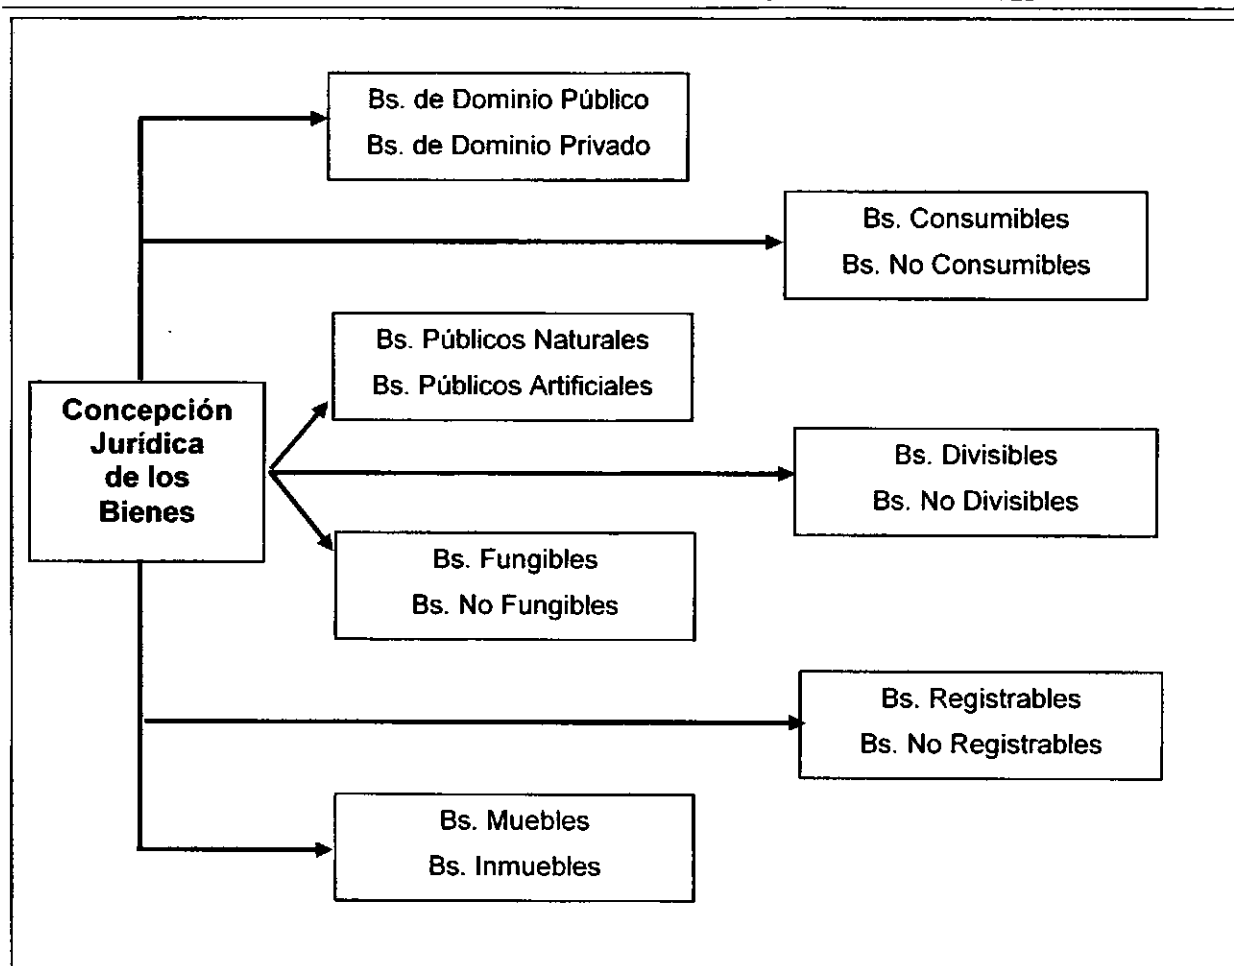 Bs. de Dominio Público
Bs. de Dominio Privado
Bs. Consumibles
Bs. No Consumibles
Bs. Públicos Naturales
Bs. Públicos Artificiales
Concepción
Jurídica
de los
Bienes
Bs. Divisibles
Bs. No Divisibles
Bs. Fungibles
Bs. No Fungibles
Bs. Registrables
Bs. No Registrables
Bs. Muebles
Bs. Inmuebles